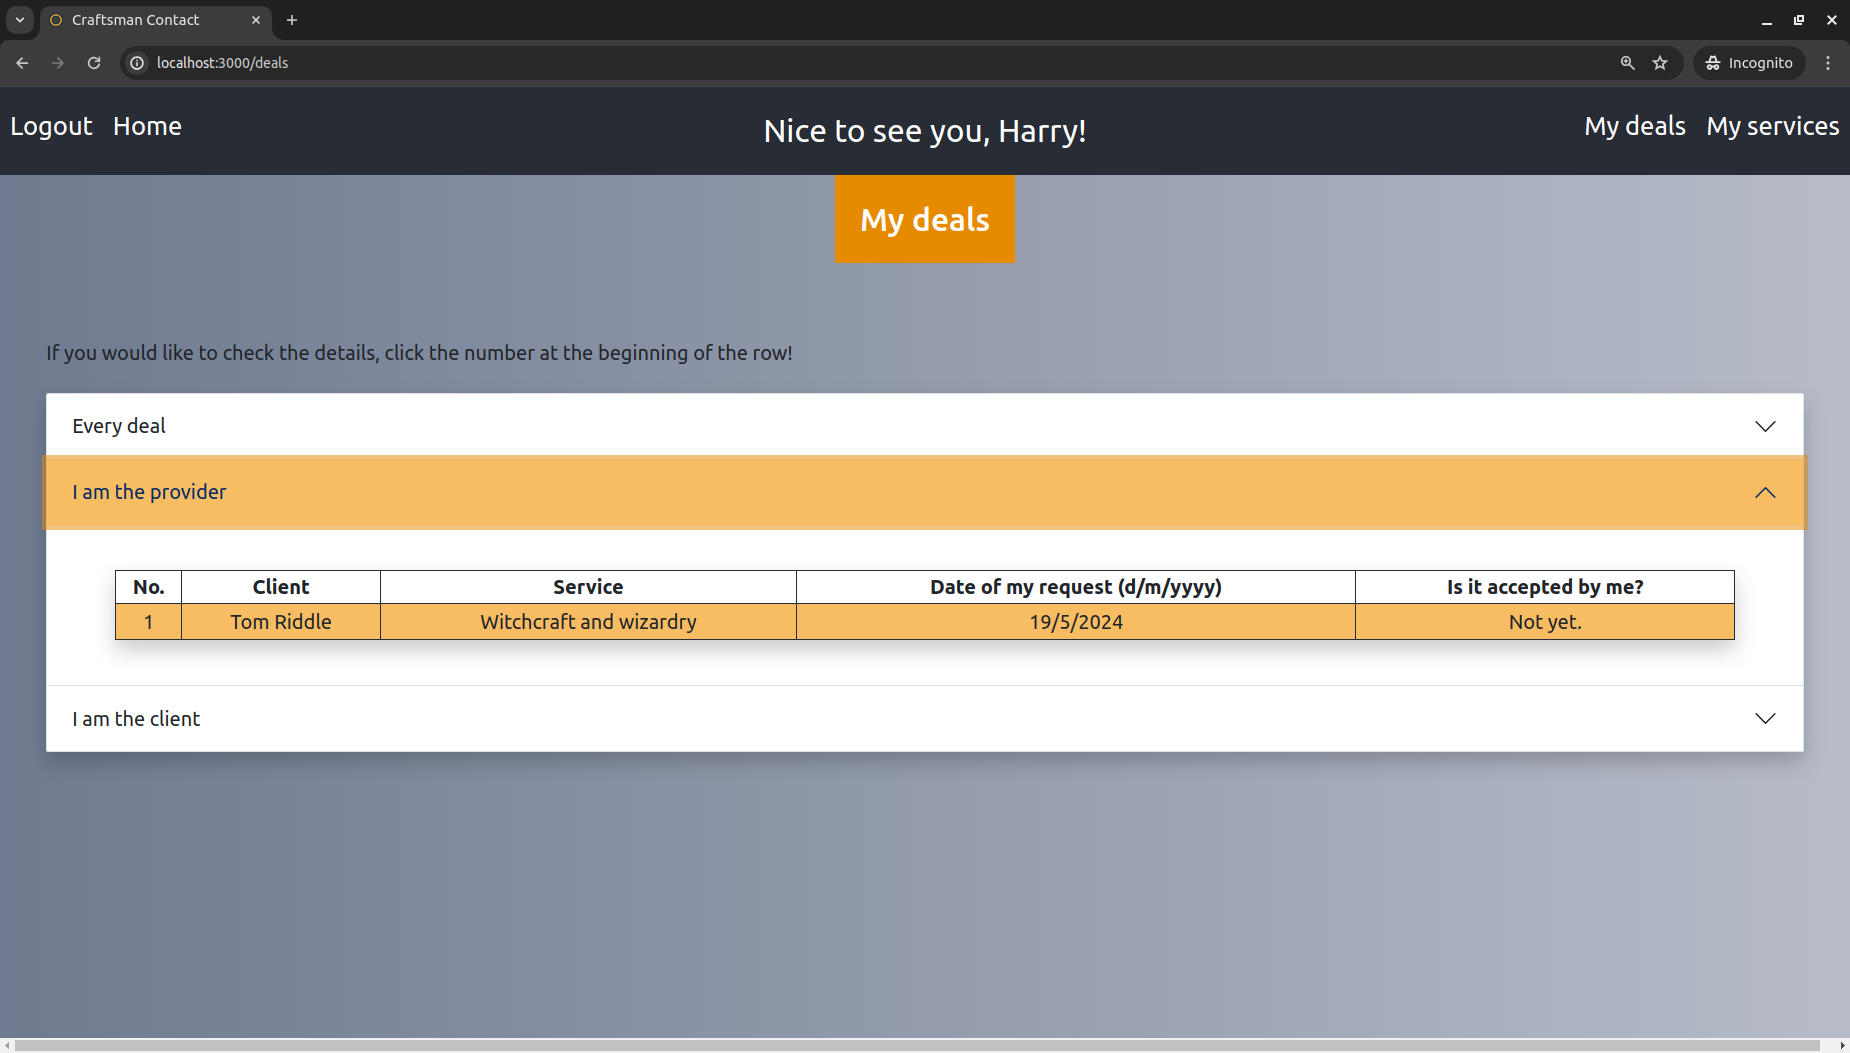 Craftsman Contact
localhost:3000/deals
Incognito
Logout Home Nice to see you, Harry! My deals My services
My deals
If you would like to check the details, click the number at the beginning of the row!
Every deal
I am the provider
No. Client Service Date of my request (d/m/yyyy) Is it accepted by me?
1 Tom Riddle Witchcraft and wizardry 19/5/2024 Not yet.
I am the client